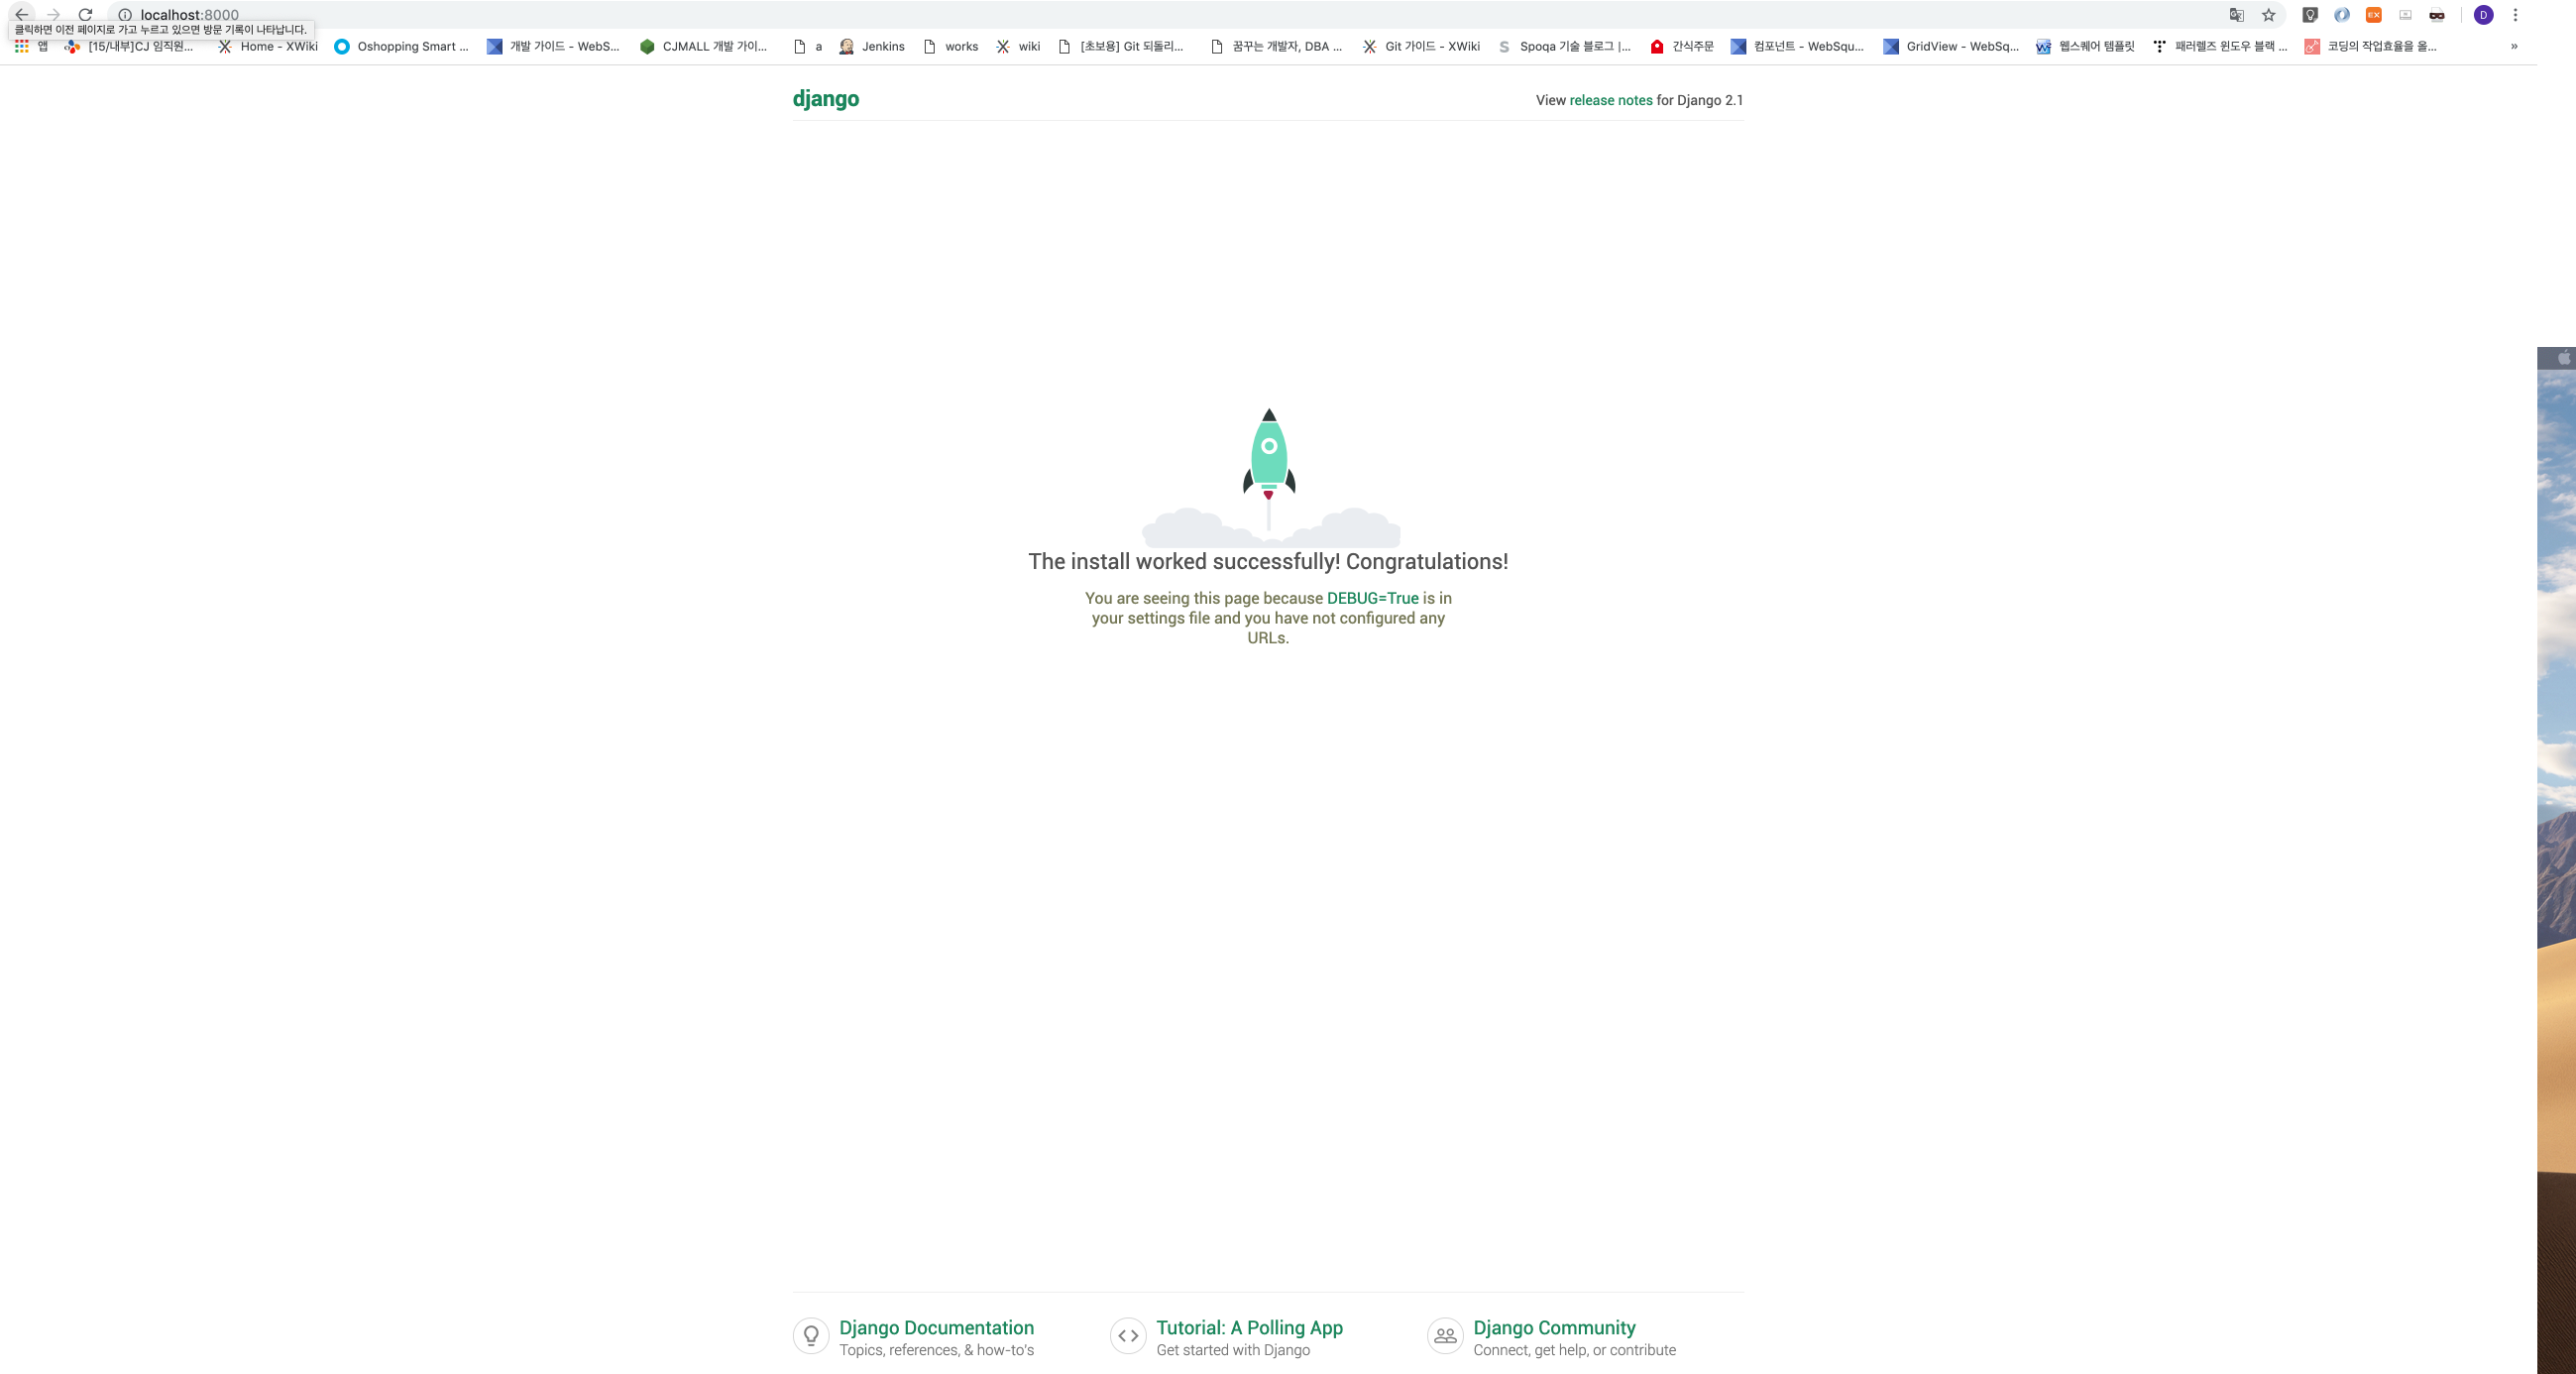 localhost:8000
클릭하면 이전 페이지로 가고 누르고 있으면 방문 기록이 나타납니다.
앱 [15/내부]CJ 임직원... Home - XWiki Oshopping Smart ... 개발 가이드 - WebS... CJMALL 개발 가이... a Jenkins works wiki [초보용] Git 되돌리... 꿈꾸는 개발자, DBA ... Git 가이드 - XWiki Spoqa 기술 블로그 |... 간식주문 컴포넌트 - WebSqu... GridView - WebSq... 웹스퀘어 템플릿 패러렐즈 윈도우 블랙 ... 코딩의 작업효율을 올... »
django
View release notes for Django 2.1
The install worked successfully! Congratulations!
You are seeing this page because DEBUG=True is in
your settings file and you have not configured any
URLs.
Django Documentation
Topics, references, & how-to's
Tutorial: A Polling App
Get started with Django
Django Community
Connect, get help, or contribute